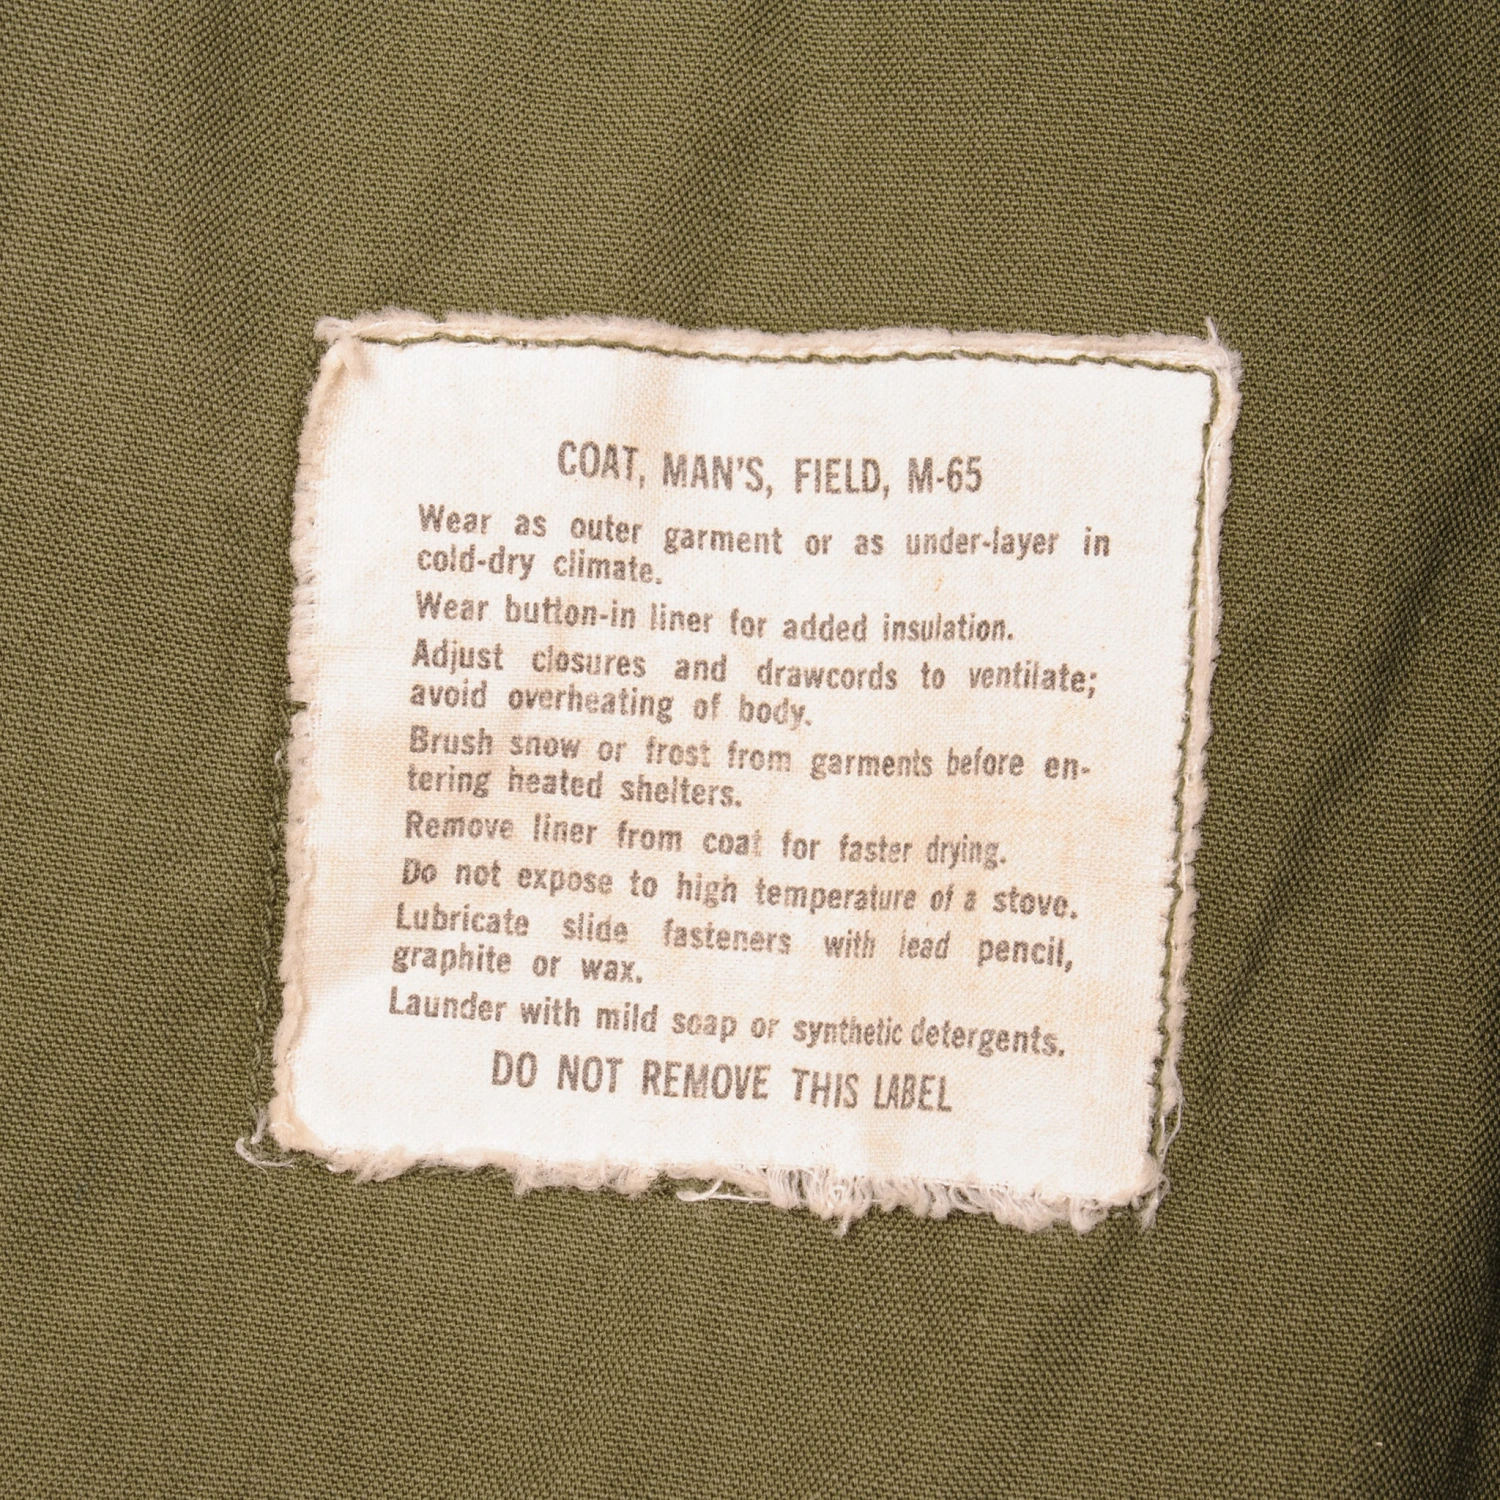 COAT, MAN'S, FIELD, M-65
Wear as outer garment or as under-layer in
cold-dry climate.
Wear button-in liner for added insulation.
Adjust closures and drawcords to ventilate;
avoid overheating of body.
Brush snow or frost from garments before en-
tering heated shelters.
Remove liner from coat for faster drying.
Do not expose to high temperature of a stove.
Lubricate slide fasteners with lead pencil,
graphite or wax.
Launder with mild soap or synthetic detergents.
DO NOT REMOVE THIS LABEL